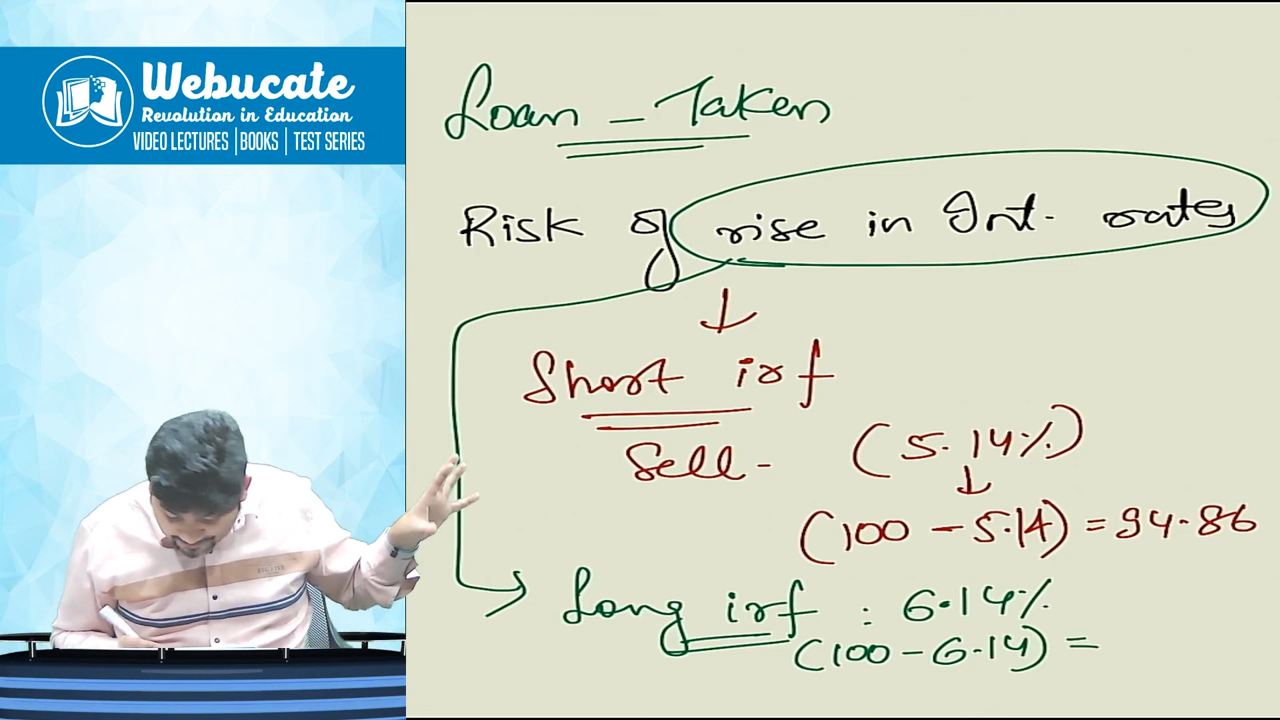 Webucate
Revolution in Education
VIDEO LECTURES | BOOKS | TEST SERIES
Loan - Taken
Risk of rise in Int. rates
Short irf
Sell - (5.14%)
(100 - 5.14) = 94.86
Long irf : 6.14%
(100 - 6.14) =